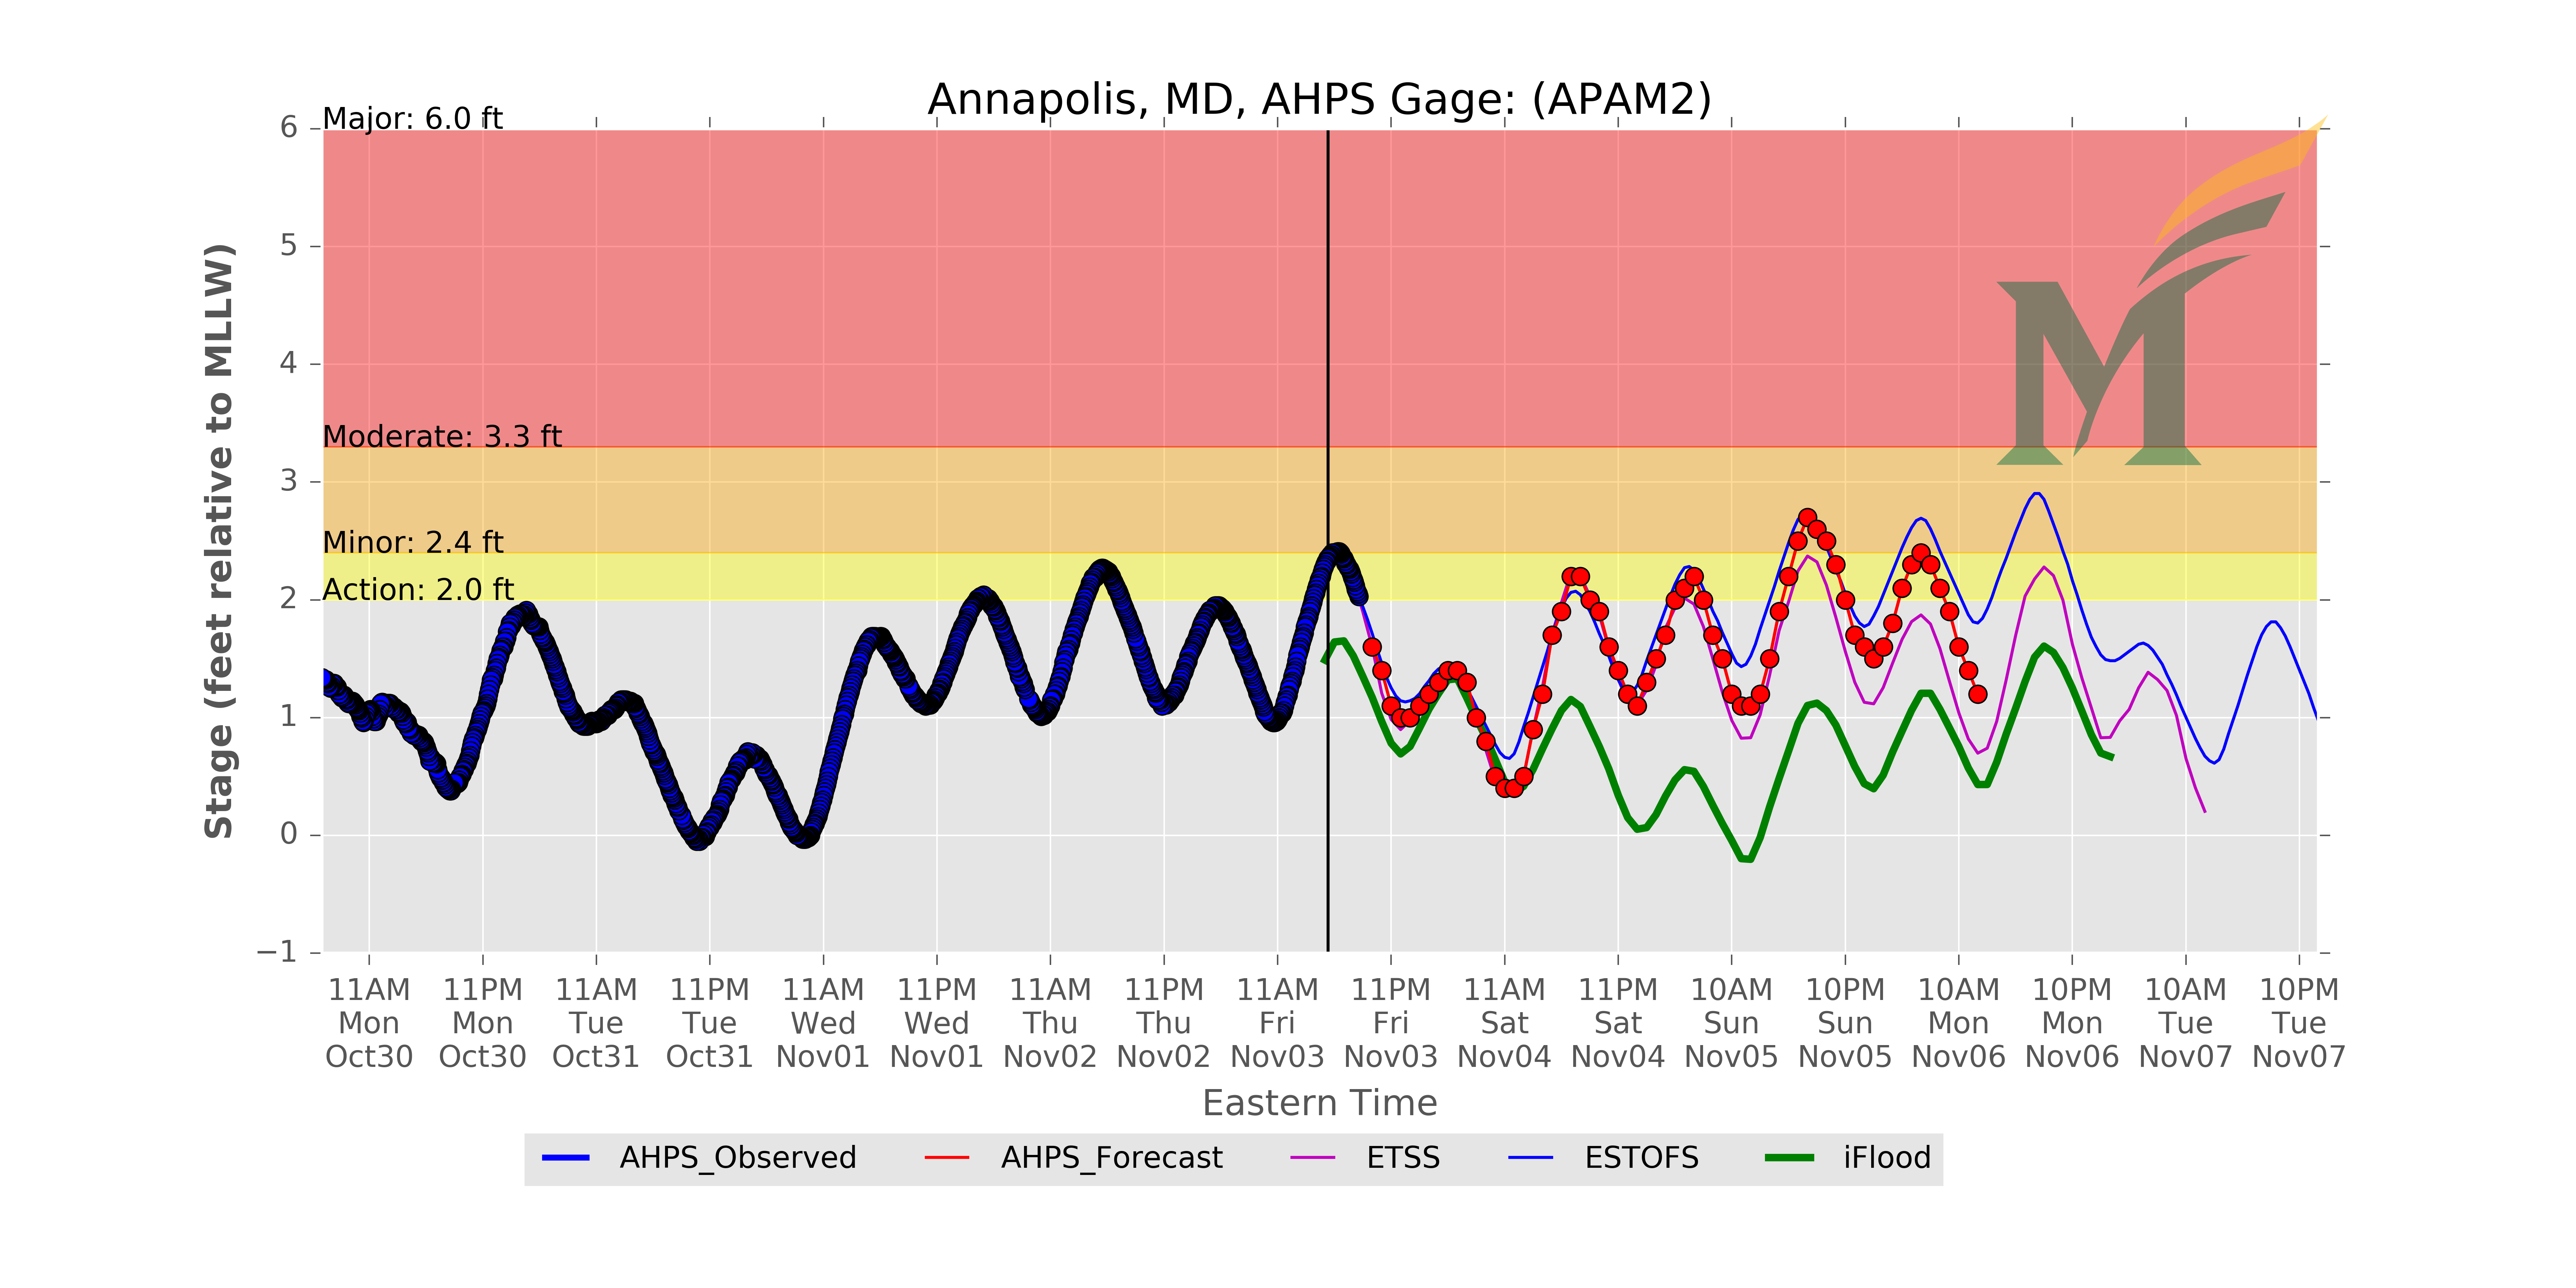 Annapolis, MD, AHPS Gage: (APAM2)
Major: 6.0 ft
Moderate: 3.3 ft
Minor: 2.4 ft
Action: 2.0 ft
6
5
4
3
2
1
0
−1
Stage (feet relative to MLLW)
11AM 11PM 11AM 11PM 11AM 11PM 11AM 11PM 11AM 11PM 11AM 11PM 10AM 10PM 10AM 10PM 10AM 10PM
Mon Mon Tue Tue Wed Wed Thu Thu Fri Fri Sat Sat Sun Sun Mon Mon Tue Tue
Oct30 Oct30 Oct31 Oct31 Nov01 Nov01 Nov02 Nov02 Nov03 Nov03 Nov04 Nov04 Nov05 Nov05 Nov06 Nov06 Nov07 Nov07
Eastern Time
AHPS_Observed AHPS_Forecast ETSS ESTOFS iFlood